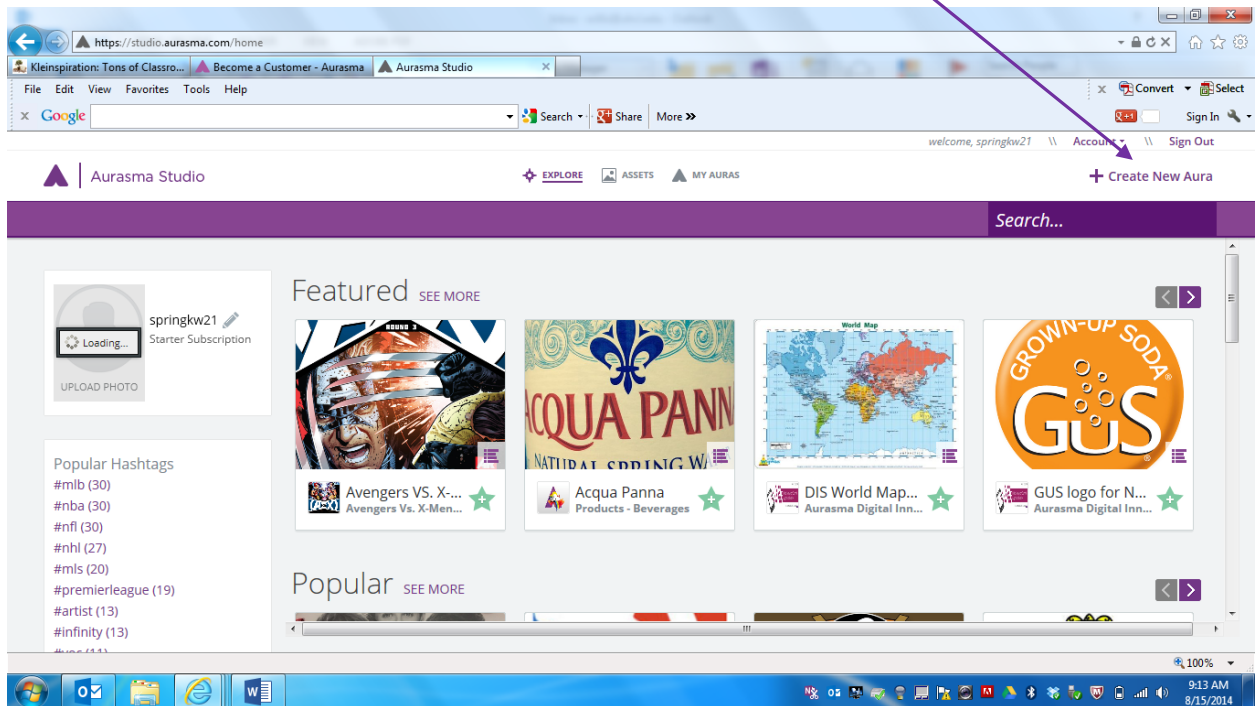 https://studio.aurasma.com/home
Kleinspiration: Tons of Classro... Become a Customer - Aurasma Aurasma Studio
File Edit View Favorites Tools Help
x Convert Select
x Google Search Share More >> +1 Sign In
welcome, springkw21 \\ Account \\ Sign Out
Aurasma Studio
EXPLORE ASSETS MY AURAS
+ Create New Aura
Search...
springkw21
Starter Subscription
Loading...
UPLOAD PHOTO
Popular Hashtags
#mlb (30)
#nba (30)
#nfl (30)
#nhl (27)
#mls (20)
#premierleague (19)
#artist (13)
#infinity (13)
Featured SEE MORE
ROUND 3
ACQUA PANN
NATURAL SPRING WA
World Map
GROWN-UP SODA
GuS
Avengers VS. X-...
Avengers Vs. X-Men...
Acqua Panna
Products - Beverages
DIS World Map...
Aurasma Digital Inn...
GUS logo for N...
Aurasma Digital Inn...
Popular SEE MORE
100%
9:13 AM
8/15/2014